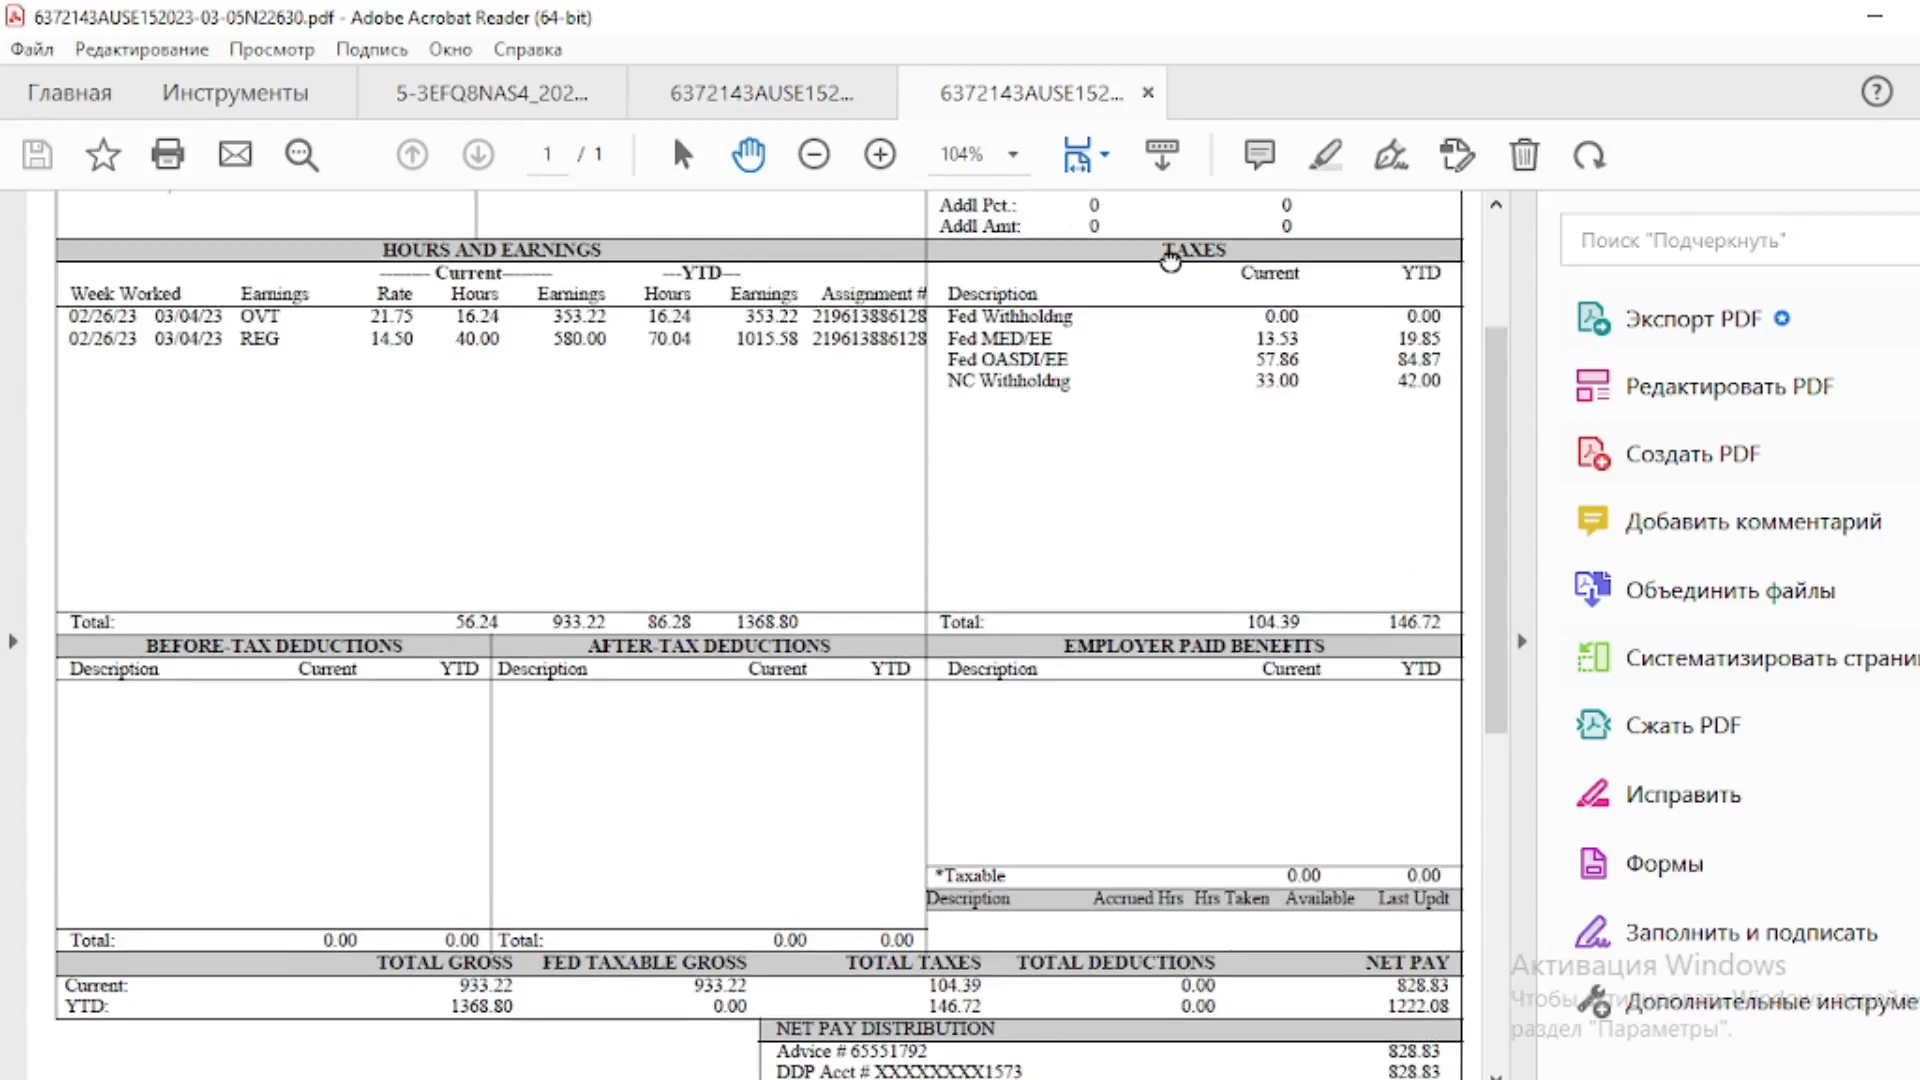 6372143AUSE152023-03-05N22630.pdf - Adobe Acrobat Reader (64-bit)
Файл Редактирование Просмотр Подпись Окно Справка
Главная Инструменты 5-3EFQ8NAS4_202... 6372143AUSE152... 6372143AUSE152...
1 / 1 104%
Addl Pct.: 0 0
Addl Amt: 0 0
HOURS AND EARNINGS TAXES
Current YTD Current YTD
Week Worked Earnings Rate Hours Earnings Hours Earnings Assignment # Description
02/26/23 03/04/23 OVT 21.75 16.24 353.22 16.24 353.22 219613886128 Fed Withholdng 0.00 0.00
02/26/23 03/04/23 REG 14.50 40.00 580.00 70.04 1015.58 219613886128 Fed MED/EE 13.53 19.85
Fed OASDI/EE 57.86 84.87
NC Withholdng 33.00 42.00
Total: 56.24 933.22 86.28 1368.80 Total: 104.39 146.72
BEFORE-TAX DEDUCTIONS AFTER-TAX DEDUCTIONS EMPLOYER PAID BENEFITS
Description Current YTD Description Current YTD Description Current YTD
*Taxable 0.00 0.00
Description Accrued Hrs Hrs Taken Available Last Updt
Total: 0.00 0.00 Total: 0.00 0.00
TOTAL GROSS FED TAXABLE GROSS TOTAL TAXES TOTAL DEDUCTIONS NET PAY
Current: 933.22 933.22 104.39 0.00 828.83
YTD: 1368.80 0.00 146.72 0.00 1222.08
NET PAY DISTRIBUTION
Advice # 65551792 828.83
DDP Acct # XXXXXXXX1573 828.83
Поиск "Подчеркнуть"
Экспорт PDF
Редактировать PDF
Создать PDF
Добавить комментарий
Объединить файлы
Систематизировать страни
Сжать PDF
Исправить
Формы
Заполнить и подписать
Активация Windows
Чтобы
Дополнительные инструме
раздел "Параметры".